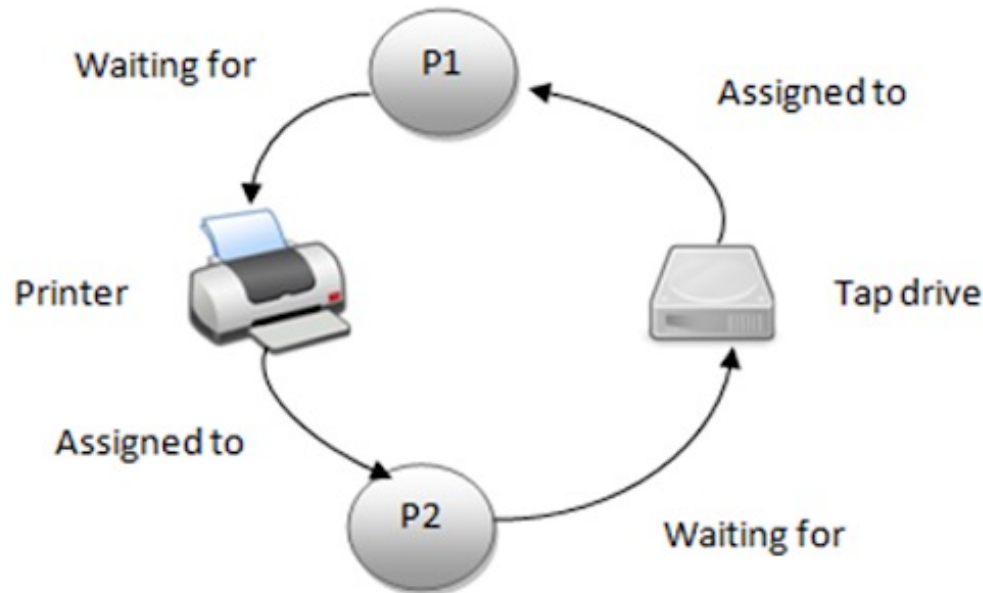 P1
Waiting for
Assigned to
Printer
Tap drive
Assigned to
P2
Waiting for